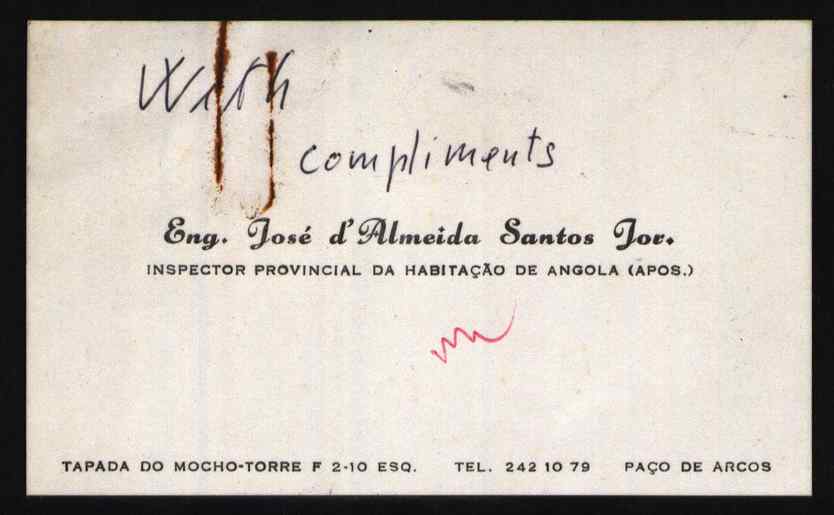 With
compliments
Eng. José d'Almeida Santos Jor.
INSPECTOR PROVINCIAL DA HABITAÇÃO DE ANGOLA (APOS.)
TAPADA DO MOCHO-TORRE F 2-10 ESQ. TEL. 242 10 79 PAÇO DE ARCOS